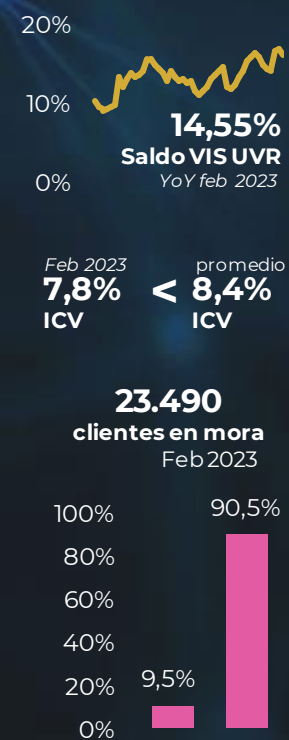 20%
10%
0%
14,55%
Saldo VIS UVR
YoY feb 2023
Feb 2023
promedio
7,8% < 8,4%
ICV
ICV
23.490
clientes en mora
Feb 2023
100%
80%
60%
40%
20%
0%
9,5%
90,5%